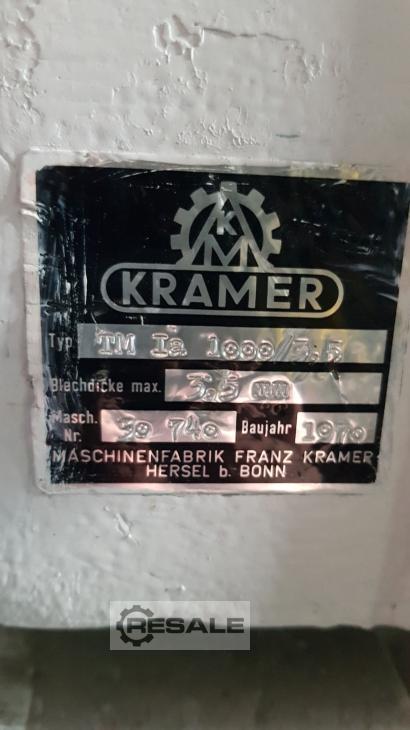 K
M
KRAMER
Typ TM Ia 1000/3,5
Blechdicke max. 3,5 mm
Masch. Nr. 30 740 Baujahr 1970
MASCHINENFABRIK FRANZ KRAMER
HERSEL b. BONN
RESALE